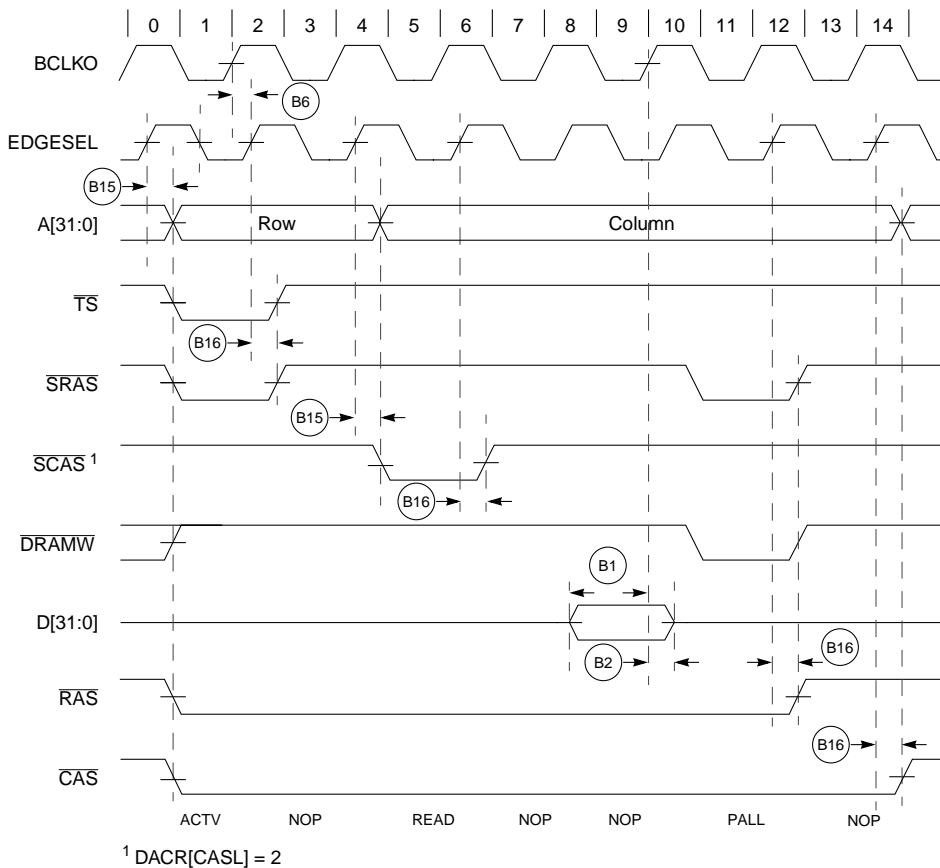 0 1 2 3 4 5 6 7 8 9 10 11 12 13 14
BCLKO
B6
EDGESEL
B15
A[31:0] Row Column
TS
B16
SRAS
B15
SCAS 1
B16
DRAMW
B1
D[31:0]
B2 B16
RAS
B16
CAS
ACTV NOP READ NOP NOP PALL NOP
1 DACR[CASL] = 2